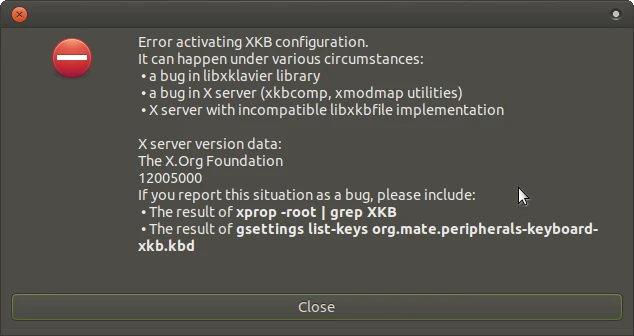 Error activating XKB configuration.
It can happen under various circumstances:
• a bug in libxklavier library
• a bug in X server (xkbcomp, xmodmap utilities)
• X server with incompatible libxkbfile implementation
X server version data:
The X.Org Foundation
12005000
If you report this situation as a bug, please include:
• The result of xprop -root | grep XKB
• The result of gsettings list-keys org.mate.peripherals-keyboard-
xkb.kbd
Close